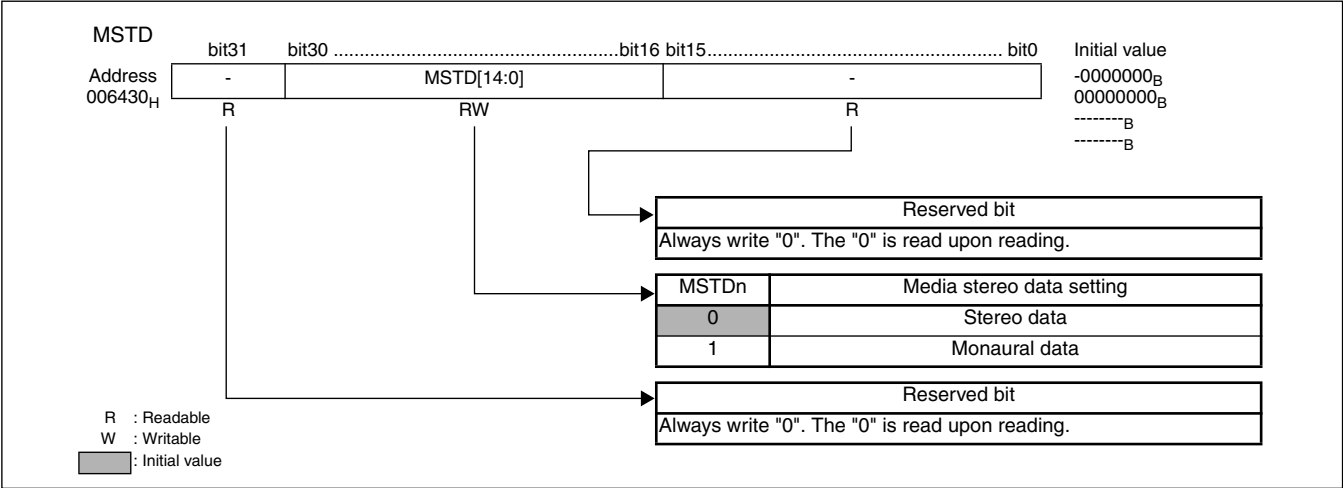 MSTD
bit31 bit30 ........................................................bit16 bit15.......................................................... bit0 Initial value
Address - MSTD[14:0] - -0000000B
006430H 00000000B
R RW R
--------B
--------B
Reserved bit
Always write "0". The "0" is read upon reading.
MSTDn Media stereo data setting
0 Stereo data
1 Monaural data
Reserved bit
Always write "0". The "0" is read upon reading.
R : Readable
W : Writable
: Initial value